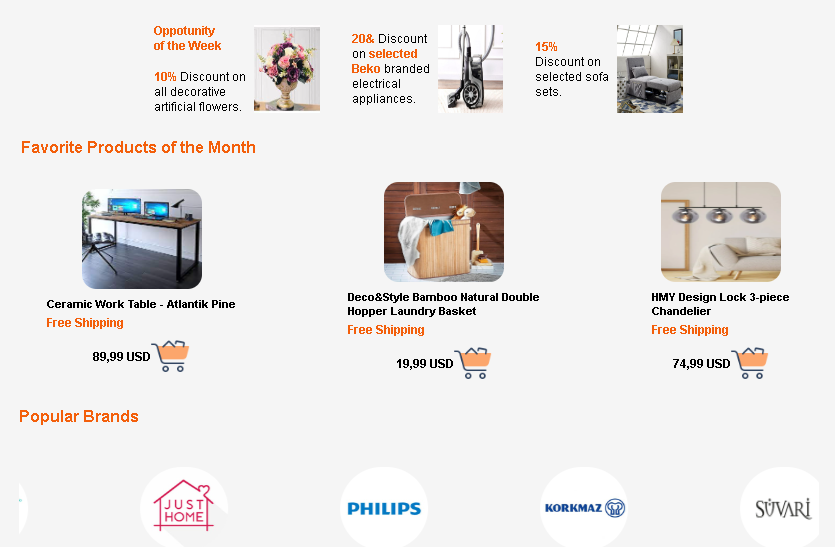 Oppotunity
of the Week
10% Discount on
all decorative
artificial flowers.
20& Discount
on selected
Beko branded
electrical
appliances.
15%
Discount on
selected sofa
sets.
Favorite Products of the Month
Ceramic Work Table - Atlantik Pine
Free Shipping
89,99 USD
Deco&Style Bamboo Natural Double
Hopper Laundry Basket
Free Shipping
19,99 USD
HMY Design Lock 3-piece
Chandelier
Free Shipping
74,99 USD
Popular Brands
JUST
HOME
PHILIPS
KORKMAZ
SÜVARİ